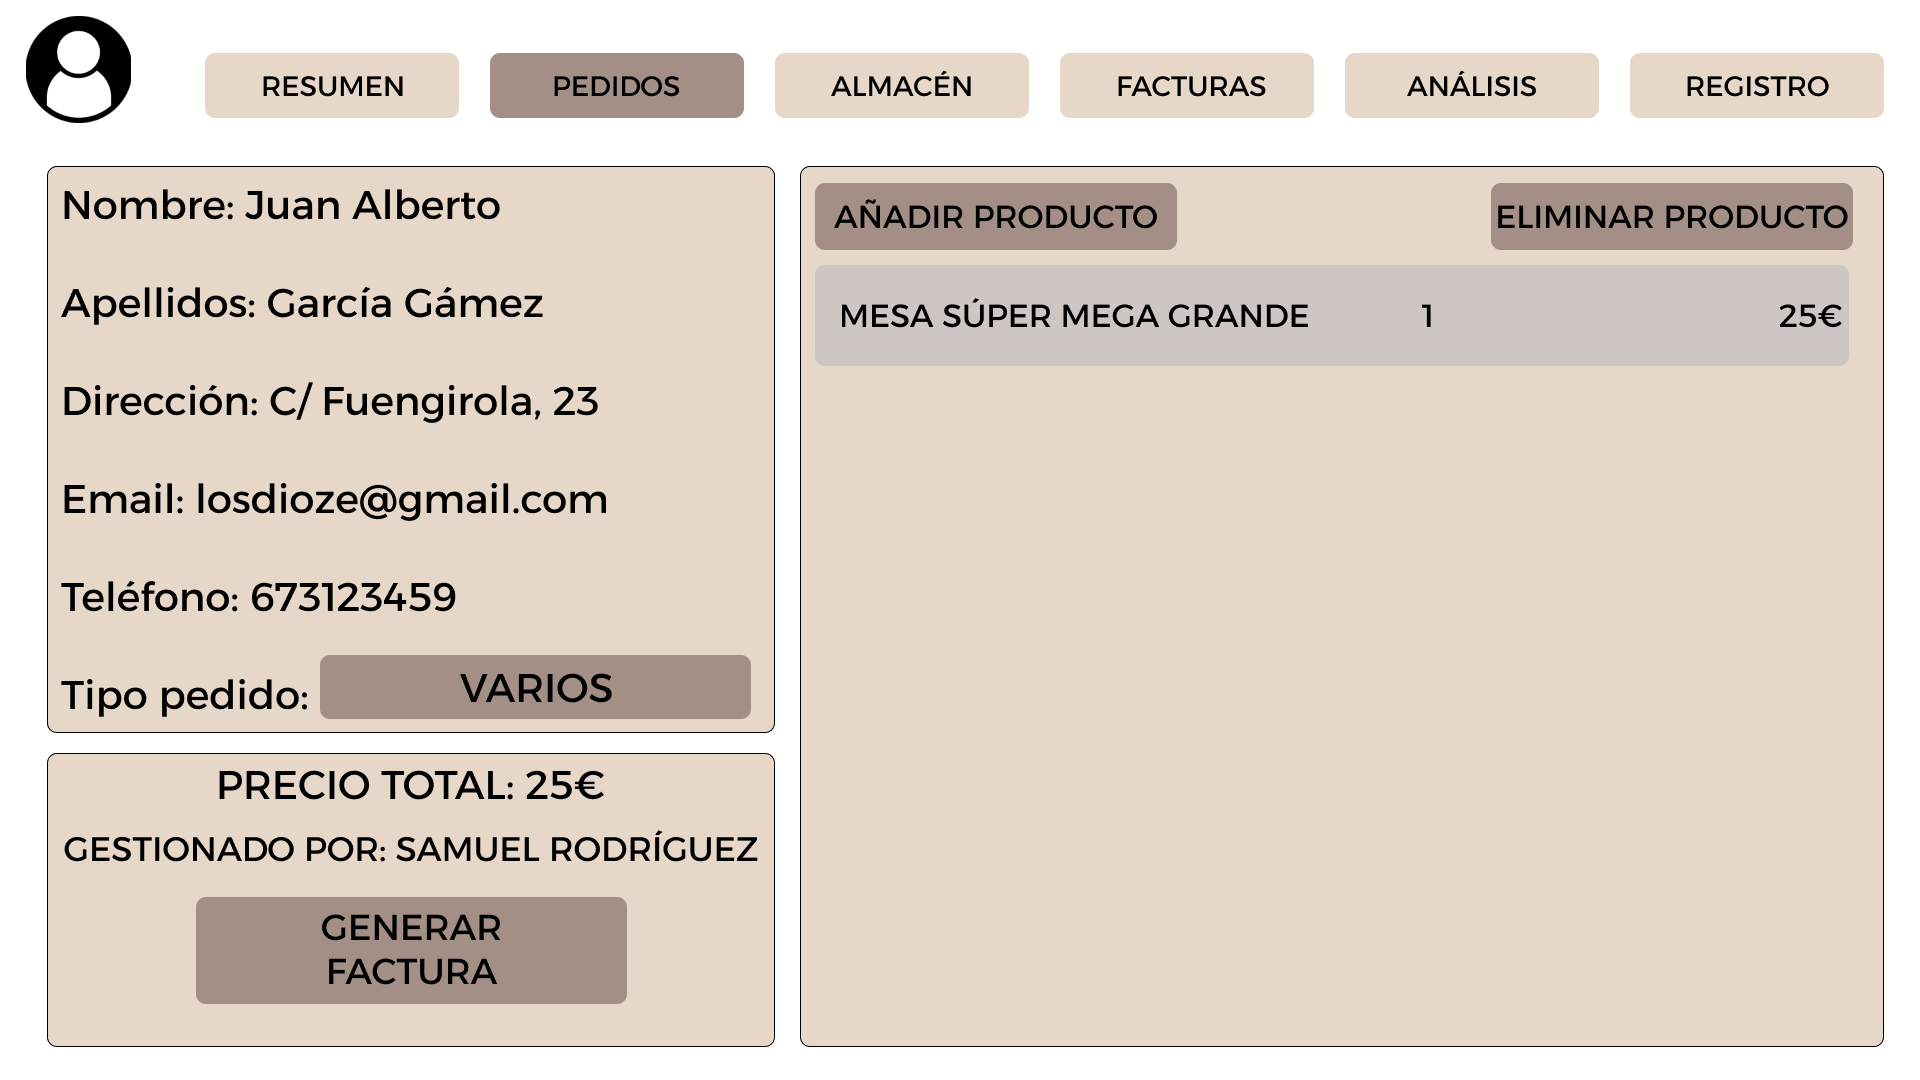 RESUMEN
PEDIDOS
ALMACÉN
FACTURAS
ANÁLISIS
REGISTRO
Nombre: Juan Alberto
Apellidos: García Gámez
Dirección: C/ Fuengirola, 23
Email: losdioze@gmail.com
Teléfono: 673123459
Tipo pedido: VARIOS
PRECIO TOTAL: 25€
GESTIONADO POR: SAMUEL RODRÍGUEZ
GENERAR
FACTURA
AÑADIR PRODUCTO
ELIMINAR PRODUCTO
MESA SÚPER MEGA GRANDE 1 25€